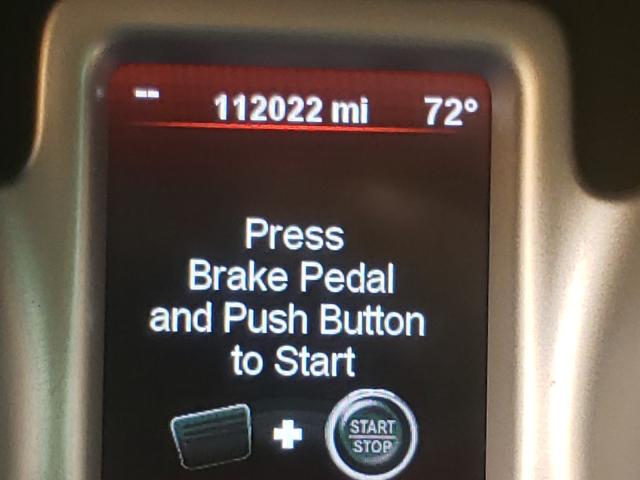 -- 112022 mi 72°
Press
Brake Pedal
and Push Button
to Start
START
STOP